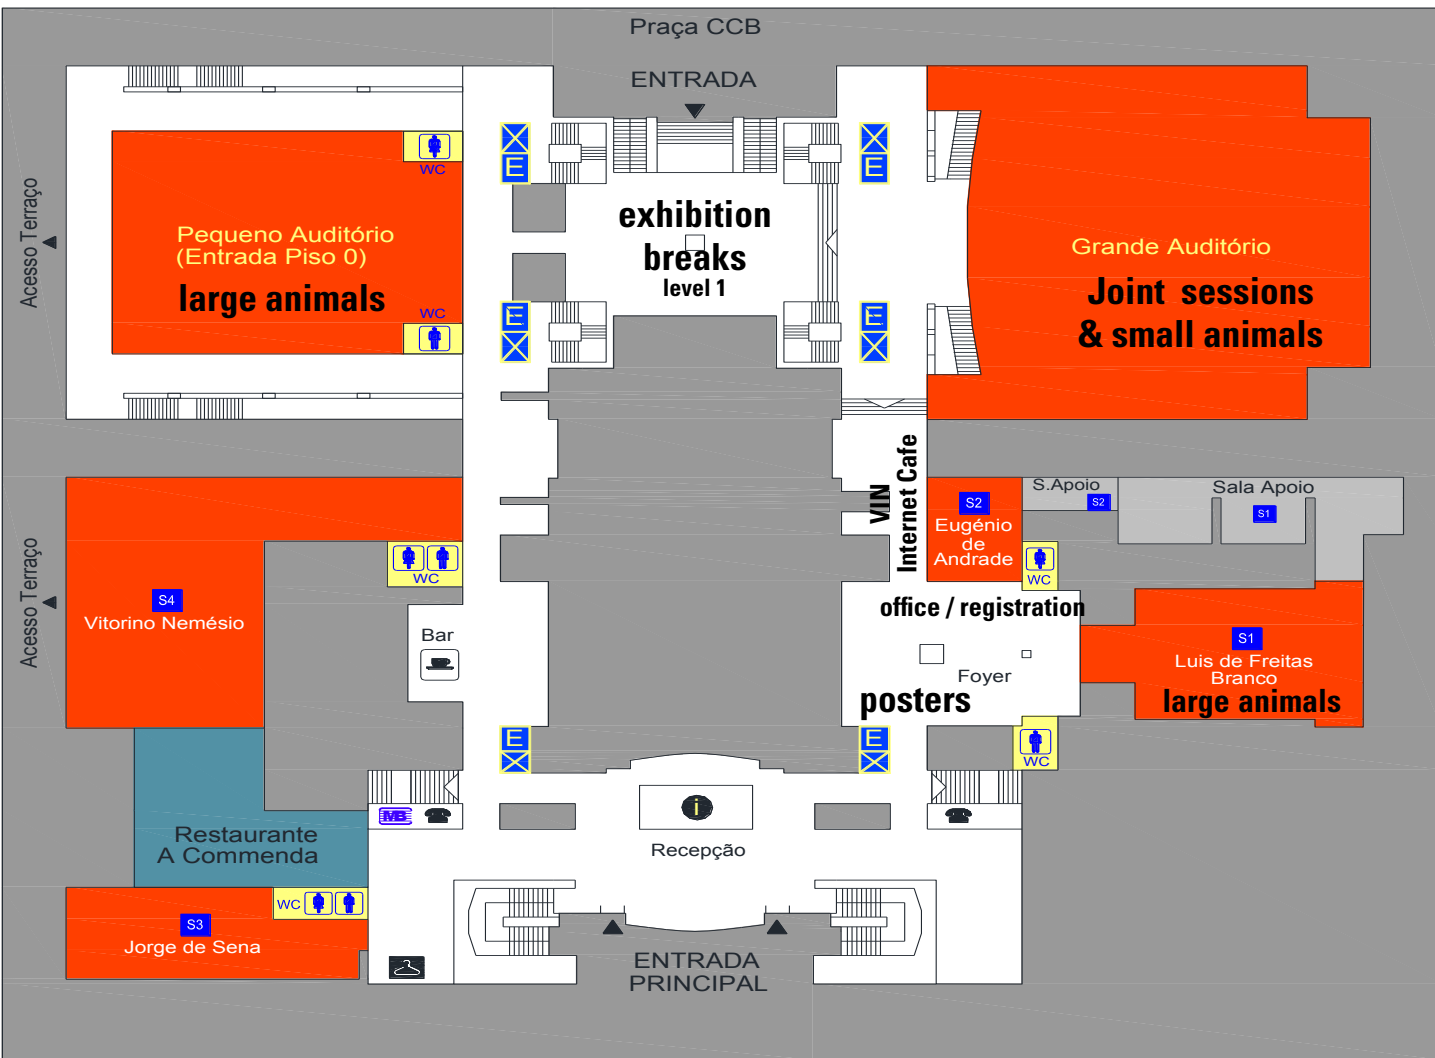 Praça CCB
ENTRADA
Acesso Terraço
WC
Pequeno Auditório
(Entrada Piso 0)
large animals
WC
X
E
E
X
exhibition
breaks
level 1
X
E
E
X
Grande Auditório
Joint sessions
& small animals
VIN
Internet Cafe
S2
Eugénio
de
Andrade
S.Apoio
S2
Sala Apoio
S1
WC
Acesso Terraço
S4
Vitorino Nemésio
WC
Bar
office / registration
Foyer
posters
S1
Luis de Freitas
Branco
large animals
WC
E
X
E
X
MB
i
Recepção
Restaurante
A Commenda
WC
S3
Jorge de Sena
ENTRADA
PRINCIPAL